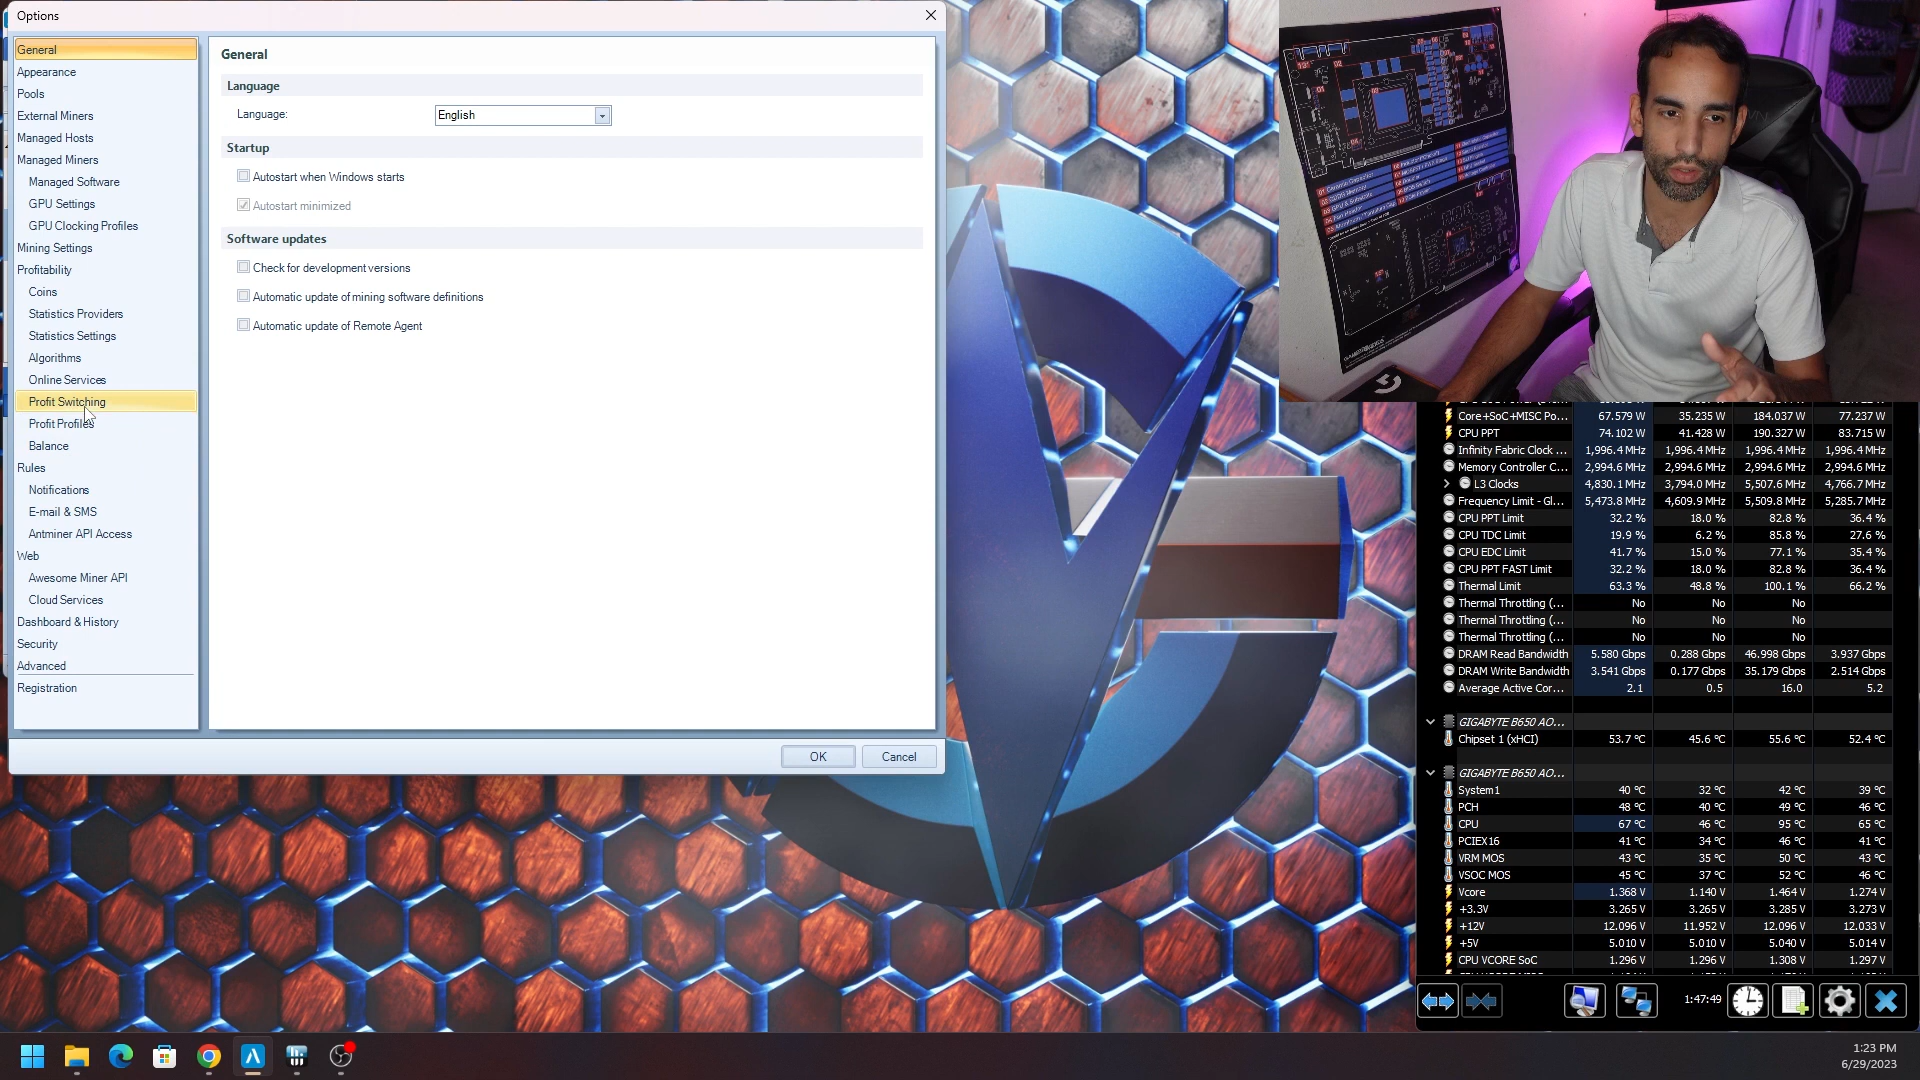 Options
General
Appearance
Pools
External Miners
Managed Hosts
Managed Miners
Managed Software
GPU Settings
GPU Clocking Profiles
Mining Settings
Profitability
Coins
Statistics Providers
Statistics Settings
Algorithms
Online Services
Profit Switching
Profit Profiles
Balance
Rules
Notifications
E-mail & SMS
Antminer API Access
Web
Awesome Miner API
Cloud Services
Dashboard & History
Security
Advanced
Registration
General
Language
Language: English
Startup
Autostart when Windows starts
Autostart minimized
Software updates
Check for development versions
Automatic update of mining software definitions
Automatic update of Remote Agent
OK Cancel
Core+SoC+MISC Po... 67.579 W 35.235 W 184.037 W 77.237 W
CPU PPT 74.102 W 41.428 W 190.327 W 83.715 W
Infinity Fabric Clock ... 1,996.4 MHz 1,996.4 MHz 1,996.4 MHz 1,996.4 MHz
Memory Controller C... 2,994.6 MHz 2,994.6 MHz 2,994.6 MHz 2,994.6 MHz
L3 Clocks 4,830.1 MHz 3,794.0 MHz 5,507.6 MHz 4,766.7 MHz
Frequency Limit - Gl... 5,473.8 MHz 4,609.9 MHz 5,509.8 MHz 5,285.7 MHz
CPU PPT Limit 32.2 % 18.0 % 82.8 % 36.4 %
CPU TDC Limit 19.9 % 6.2 % 85.8 % 27.6 %
CPU EDC Limit 41.7 % 15.0 % 77.1 % 35.4 %
CPU PPT FAST Limit 32.2 % 18.0 % 82.8 % 36.4 %
Thermal Limit 63.3 % 48.8 % 100.1 % 66.2 %
Thermal Throttling (... No No No
Thermal Throttling (... No No No
Thermal Throttling (... No No No
DRAM Read Bandwidth 5.580 Gbps 0.288 Gbps 46.998 Gbps 3.937 Gbps
DRAM Write Bandwidth 3.541 Gbps 0.177 Gbps 35.179 Gbps 2.514 Gbps
Average Active Cor... 2.1 0.5 16.0 5.2
GIGABYTE B650 AO...
Chipset 1 (xHCI) 53.7 °C 45.6 °C 55.6 °C 52.4 °C
GIGABYTE B650 AO...
System1 40 °C 32 °C 42 °C 39 °C
PCH 48 °C 40 °C 49 °C 46 °C
CPU 67 °C 46 °C 95 °C 65 °C
PCIEX16 41 °C 34 °C 46 °C 41 °C
VRM MOS 43 °C 35 °C 50 °C 43 °C
VSOC MOS 45 °C 37 °C 52 °C 46 °C
Vcore 1.368 V 1.140 V 1.464 V 1.274 V
+3.3V 3.265 V 3.265 V 3.285 V 3.273 V
+12V 12.096 V 11.952 V 12.096 V 12.033 V
+5V 5.010 V 5.010 V 5.040 V 5.014 V
CPU VCORE SoC 1.296 V 1.296 V 1.308 V 1.297 V
1:47:49
1:23 PM
6/29/2023